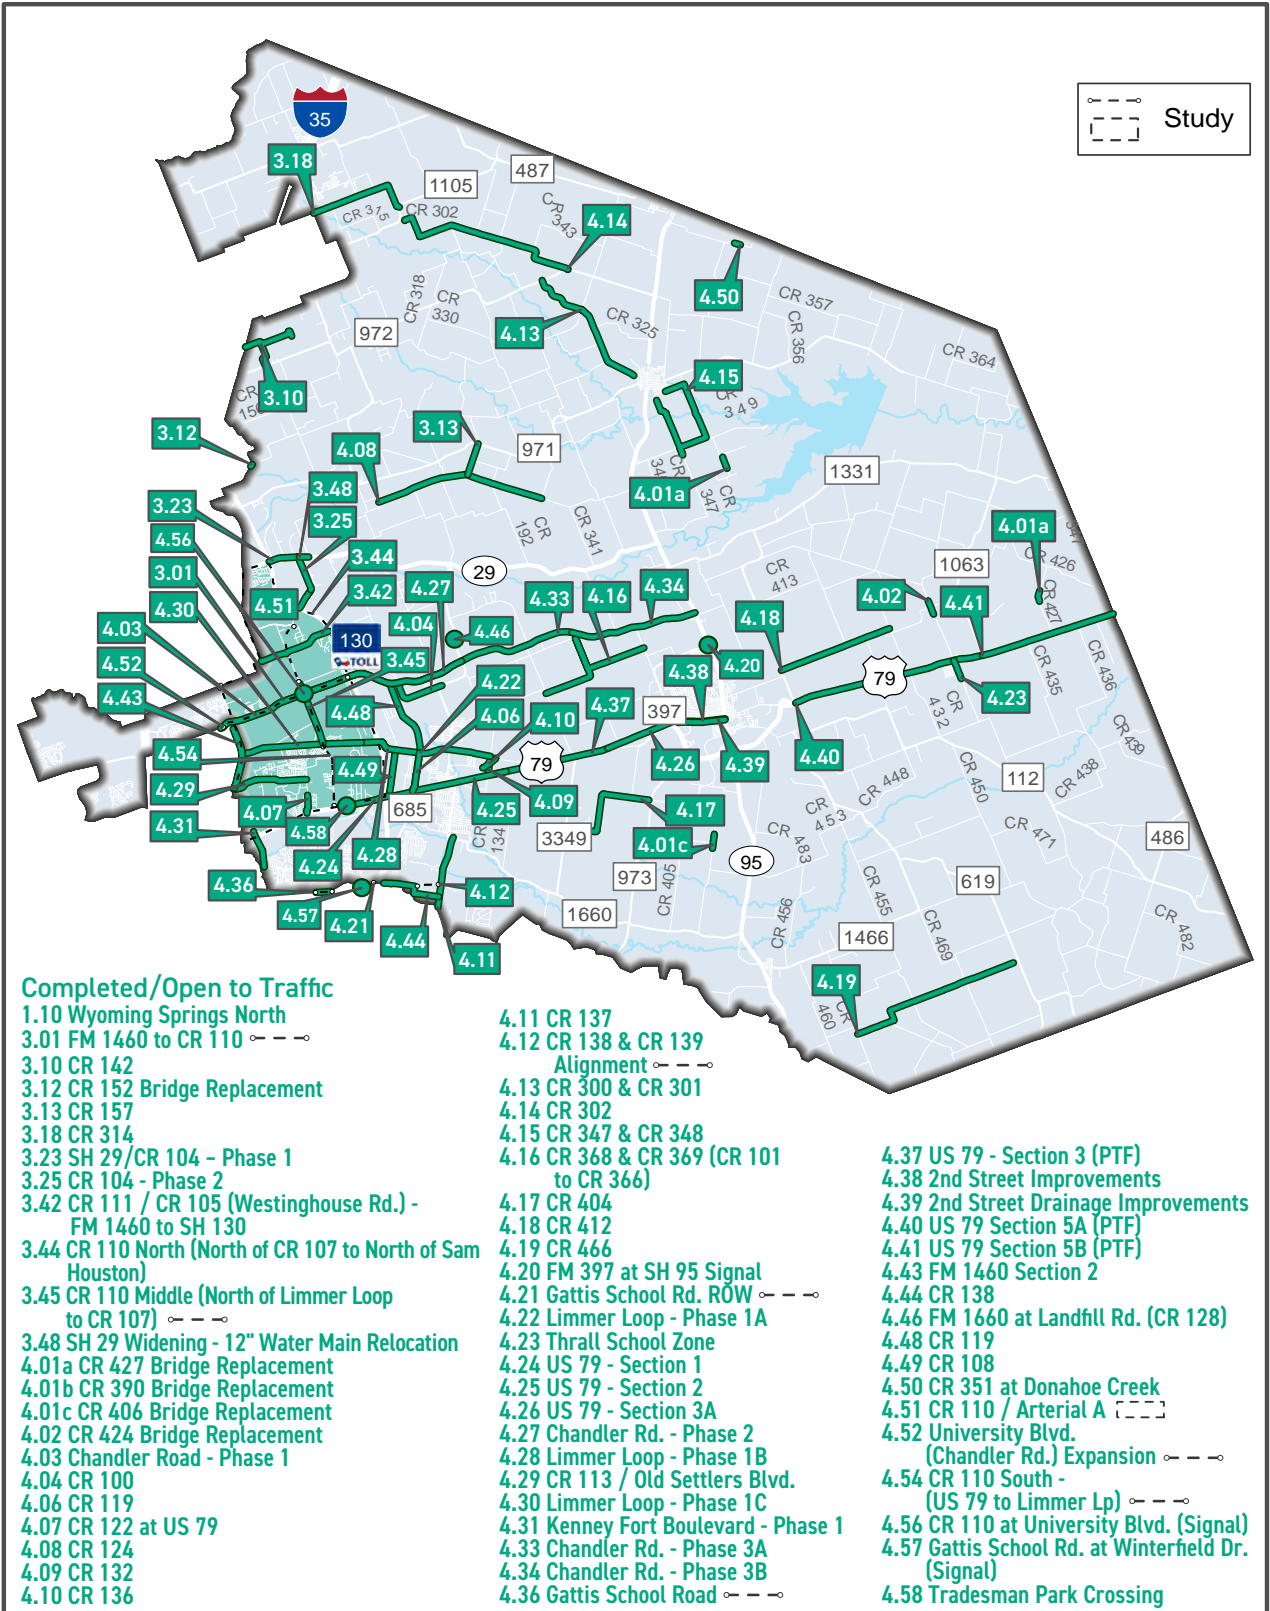 35
Study
3.18
1105
487
CR 315
CR 302
CR 343
4.14
4.50
CR 318
CR 330
CR 357
CR 325
CR 356
4.13
972
CR 364
4.15
CR 349
CR 150
3.10
3.12
3.13
4.08
971
1331
CR 347
4.01a
3.48
3.23
3.25
4.56
CR 192
CR 341
4.01a
3.44
1063
CR 426
3.01
29
CR 413
4.27
4.33
4.16
4.34
CR 427
4.51
3.42
4.02
4.41
4.30
4.03
130
TOLL
4.04
4.46
4.18
4.52
3.45
4.20
CR 435
CR 436
4.38
79
4.22
4.23
4.43
4.48
4.06
4.10
4.37
397
CR 432
CR 439
4.54
4.49
79
4.26
4.39
4.40
CR 450
112
CR 438
4.29
CR 448
4.07
685
4.25
4.09
4.17
CR 453
CR 471
4.31
4.58
CR 134
3349
486
4.24
4.28
4.01c
CR 483
95
4.36
973
CR 405
619
4.12
CR 455
4.57
4.21
1660
CR 456
CR 469
CR 482
4.44
1466
4.11
4.19
CR 460
Completed/Open to Traffic
1.10 Wyoming Springs North
3.01 FM 1460 to CR 110
3.10 CR 142
3.12 CR 152 Bridge Replacement
3.13 CR 157
3.18 CR 314
3.23 SH 29/CR 104 – Phase 1
3.25 CR 104 - Phase 2
3.42 CR 111 / CR 105 (Westinghouse Rd.) -
FM 1460 to SH 130
3.44 CR 110 North (North of CR 107 to North of Sam
Houston)
3.45 CR 110 Middle (North of Limmer Loop
to CR 107)
3.48 SH 29 Widening - 12" Water Main Relocation
4.01a CR 427 Bridge Replacement
4.01b CR 390 Bridge Replacement
4.01c CR 406 Bridge Replacement
4.02 CR 424 Bridge Replacement
4.03 Chandler Road - Phase 1
4.04 CR 100
4.06 CR 119
4.07 CR 122 at US 79
4.08 CR 124
4.09 CR 132
4.10 CR 136
4.11 CR 137
4.12 CR 138 & CR 139
Alignment
4.13 CR 300 & CR 301
4.14 CR 302
4.15 CR 347 & CR 348
4.16 CR 368 & CR 369 (CR 101
to CR 366)
4.17 CR 404
4.18 CR 412
4.19 CR 466
4.20 FM 397 at SH 95 Signal
4.21 Gattis School Rd. ROW
4.22 Limmer Loop - Phase 1A
4.23 Thrall School Zone
4.24 US 79 - Section 1
4.25 US 79 - Section 2
4.26 US 79 - Section 3A
4.27 Chandler Rd. - Phase 2
4.28 Limmer Loop - Phase 1B
4.29 CR 113 / Old Settlers Blvd.
4.30 Limmer Loop - Phase 1C
4.31 Kenney Fort Boulevard - Phase 1
4.33 Chandler Rd. - Phase 3A
4.34 Chandler Rd. - Phase 3B
4.36 Gattis School Road
4.37 US 79 - Section 3 (PTF)
4.38 2nd Street Improvements
4.39 2nd Street Drainage Improvements
4.40 US 79 Section 5A (PTF)
4.41 US 79 Section 5B (PTF)
4.43 FM 1460 Section 2
4.44 CR 138
4.46 FM 1660 at Landfill Rd. (CR 128)
4.48 CR 119
4.49 CR 108
4.50 CR 351 at Donahoe Creek
4.51 CR 110 / Arterial A
4.52 University Blvd.
(Chandler Rd.) Expansion
4.54 CR 110 South -
(US 79 to Limmer Lp)
4.56 CR 110 at University Blvd. (Signal)
4.57 Gattis School Rd. at Winterfield Dr.
(Signal)
4.58 Tradesman Park Crossing